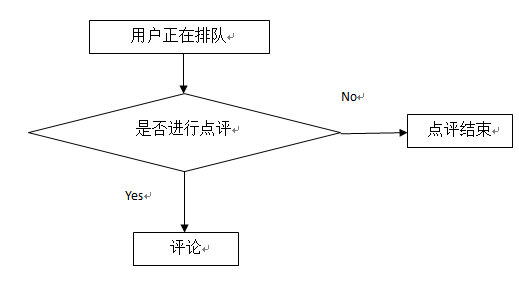 用户正在排队
No
是否进行点评
点评结束
Yes
评论